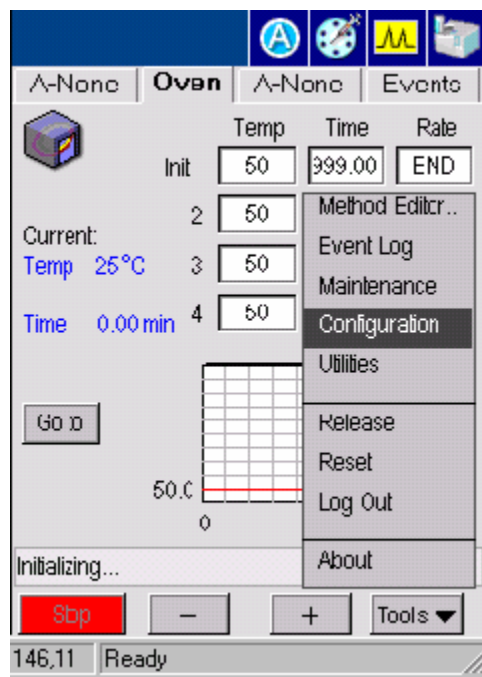 A
A-None Oven A-None Events
Temp Time Rate
Init 50 999.00 END
2 50
3 50
4 50
Current:
Temp 25°C
Time 0.00 min
Method Editor..
Event Log
Maintenance
Configuration
Utilities
Release
Reset
Log Out
About
Go to
50.0
0
Initializing...
Stop − + Tools
146,11 Ready